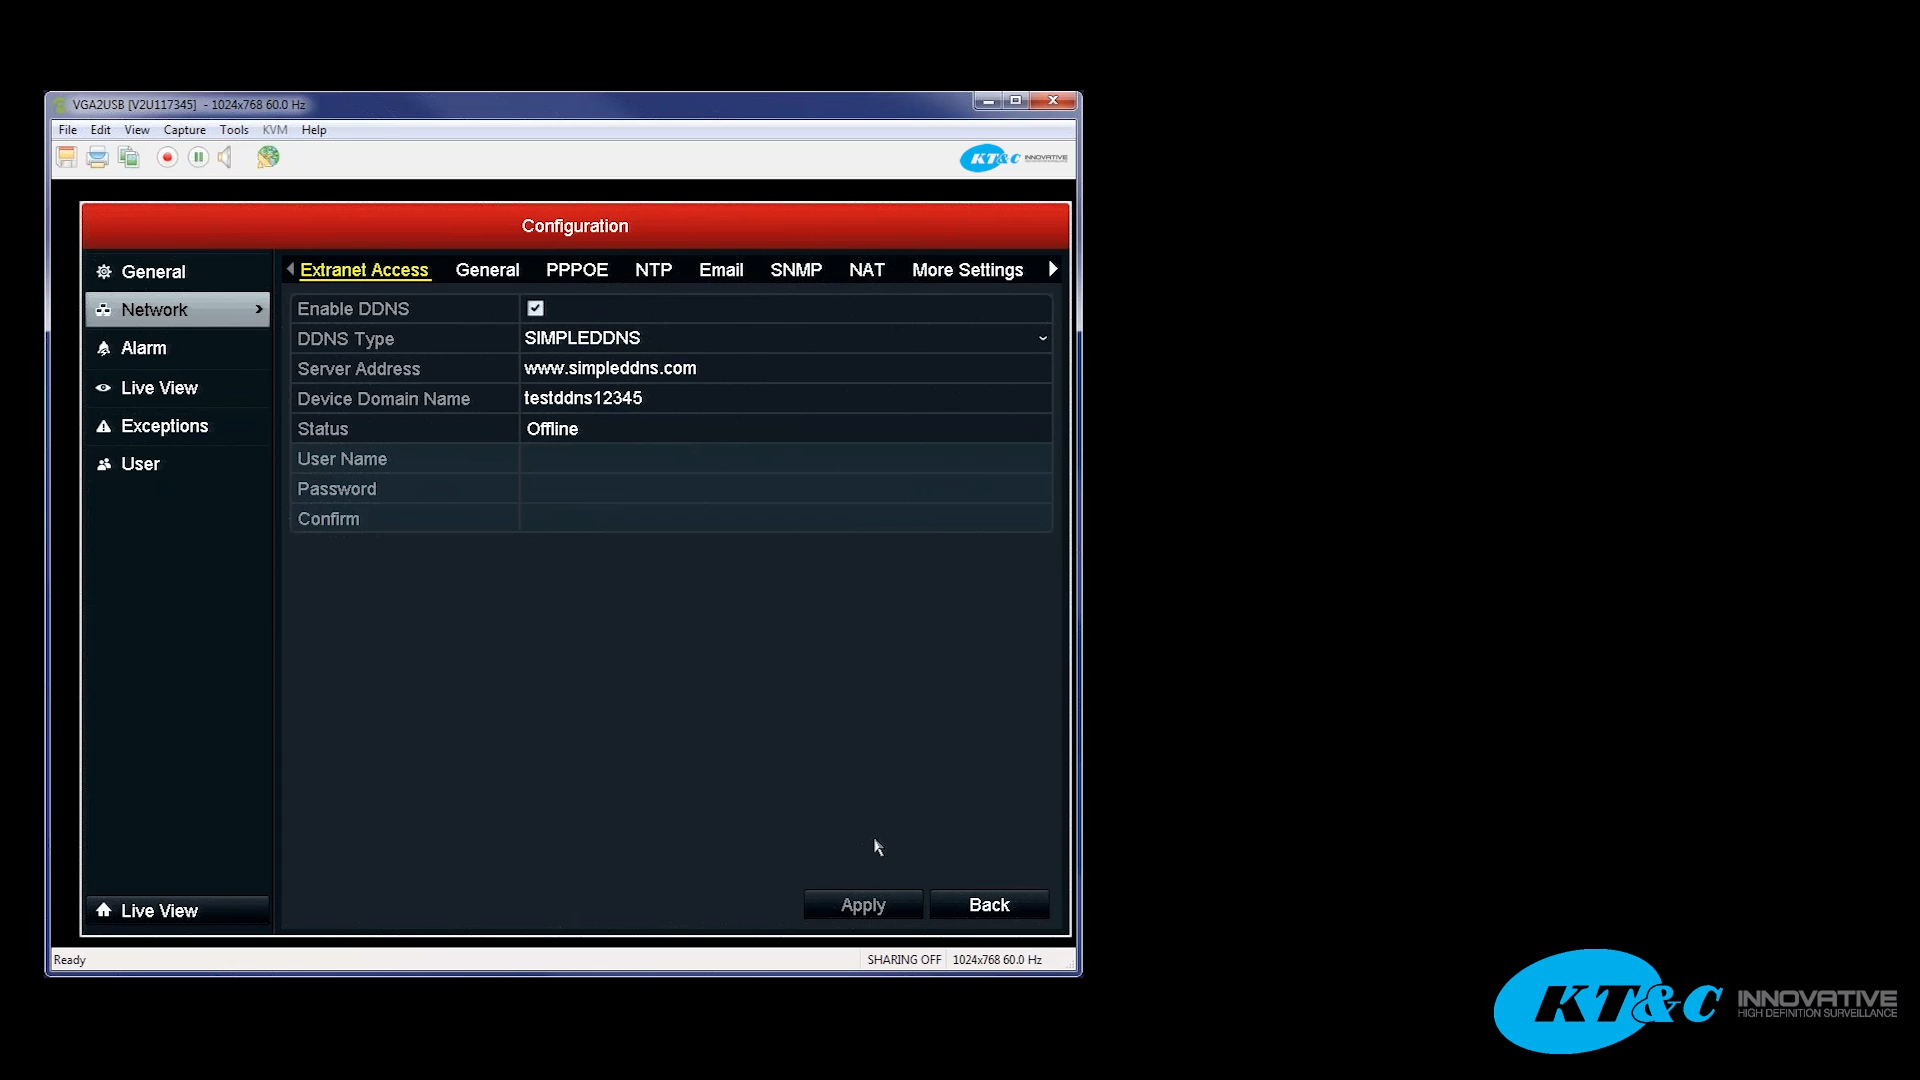 VGA2USB [V2U117345] - 1024x768 60.0 Hz
File Edit View Capture Tools KVM Help
KT&C INNOVATIVE
Configuration
General
Network
Alarm
Live View
Exceptions
User
Live View
Extranet Access General PPPOE NTP Email SNMP NAT More Settings
Enable DDNS
DDNS Type SIMPLEDDNS
Server Address www.simpleddns.com
Device Domain Name testddns12345
Status Offline
User Name
Password
Confirm
Apply Back
Ready SHARING OFF 1024x768 60.0 Hz
KT&C INNOVATIVE
HIGH DEFINITION SURVEILLANCE